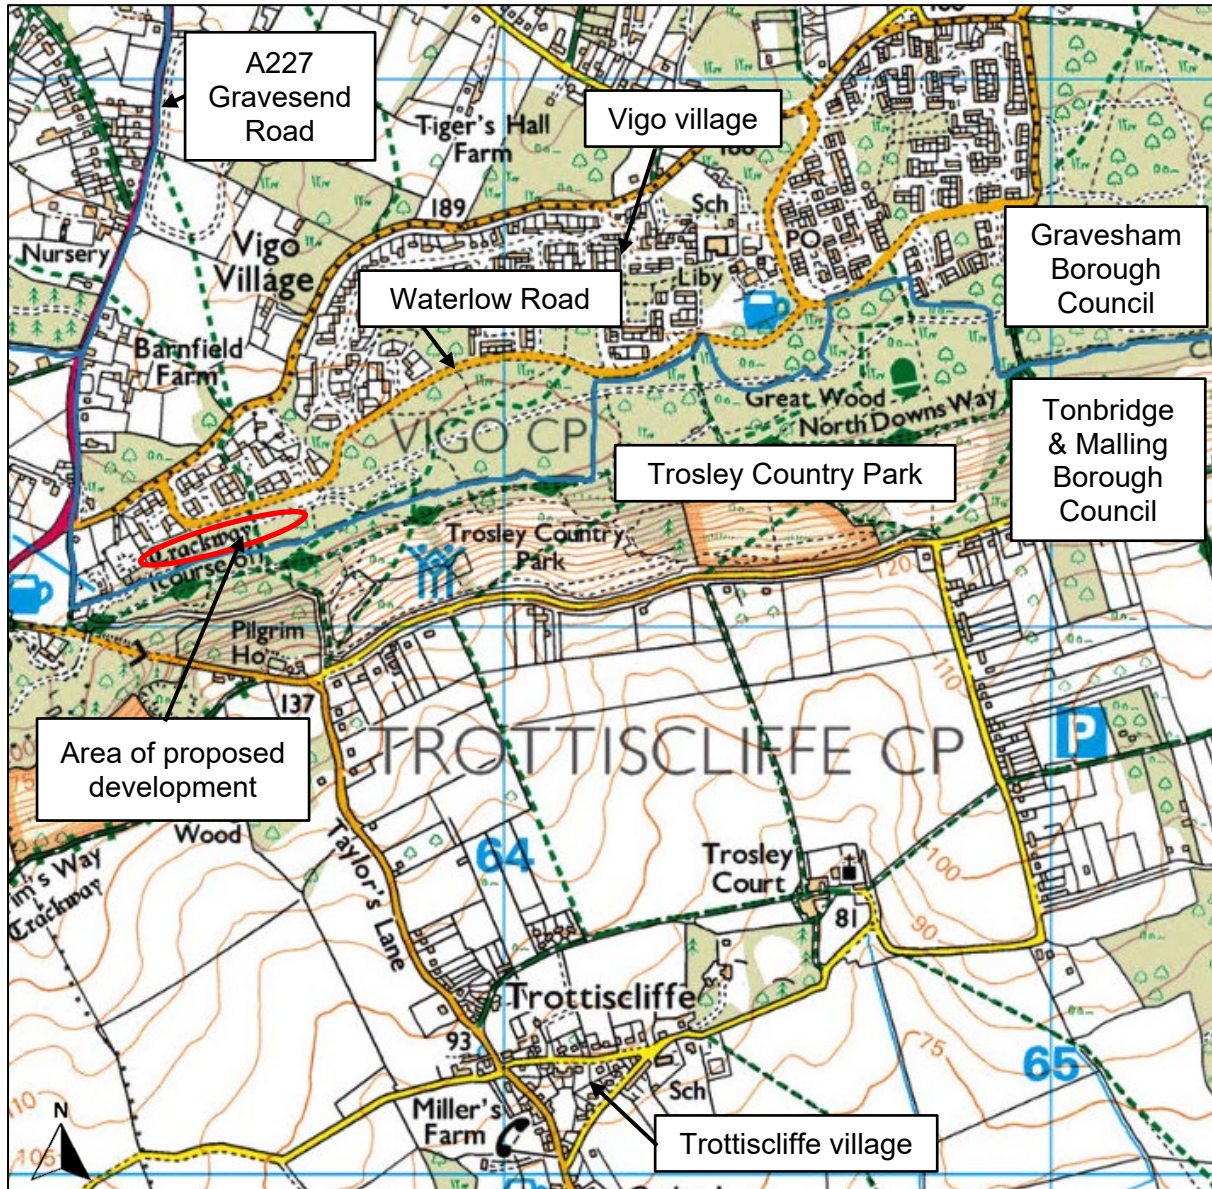 A227
Gravesend
Road
Tiger's Hall
Farm
Vigo village
189
Sch
PO
Liby
Nursery
Vigo
Village
Waterlow Road
Gravesham
Borough
Council
Barnfield
Farm
Great Wood
North Downs Way
VIGO CP
Trosley Country Park
Tonbridge
& Malling
Borough
Council
Trackway
(course of)
Trosley Country
Park
120
Pilgrim
Ho
137
110
Area of proposed
development
TROTTISCLIFFE CP
P
Wood
Taylor's Lane
64
Trosley
Court
100
Trackway
81
90
Trottiscliffe
93
75
65
Sch
Miller's
Farm
N
105
Trottiscliffe village